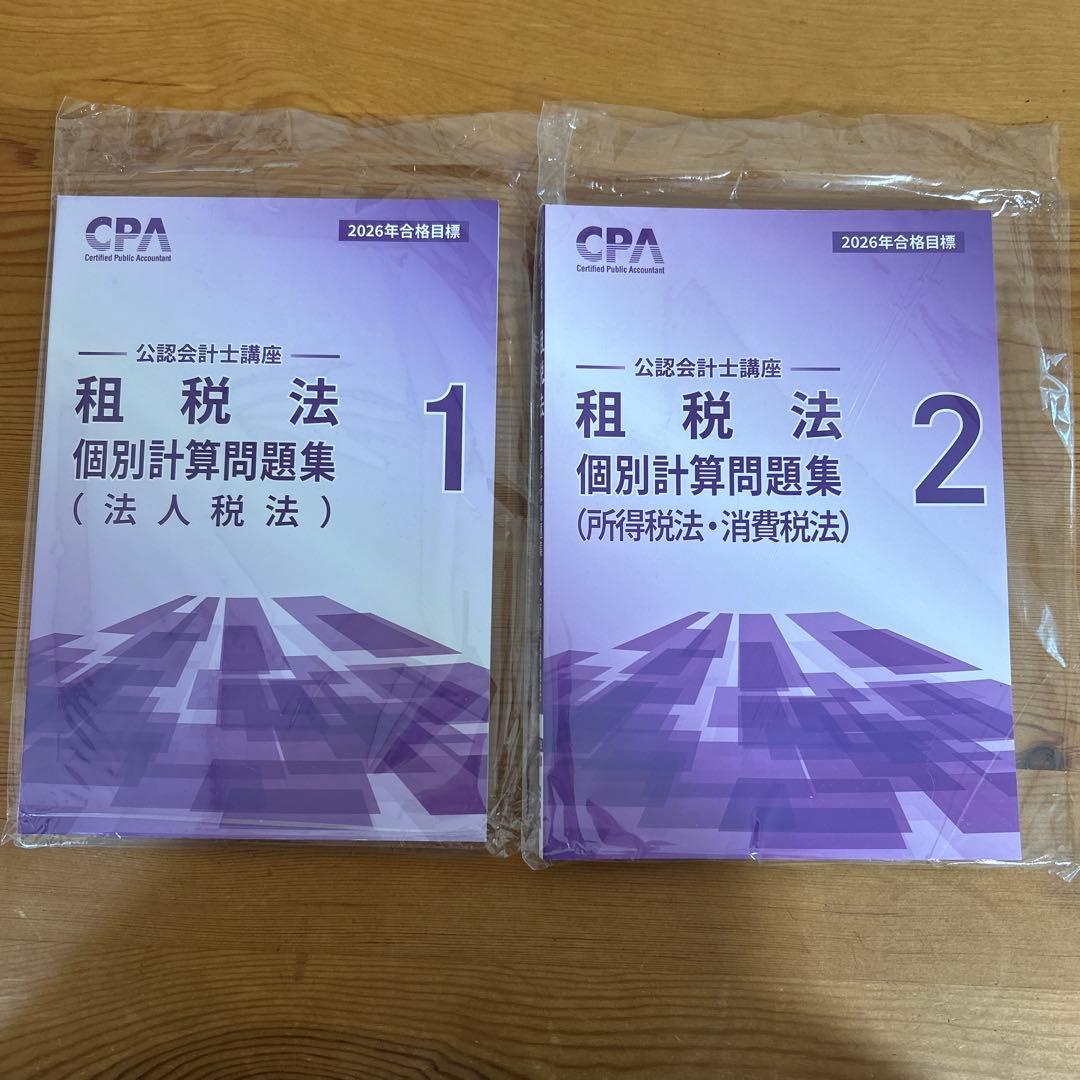 CPA
Certified Public Accountant
2026年合格目標
公認会計士講座
租税法
個別計算問題集
(法人税法)
1
CPA
Certified Public Accountant
2026年合格目標
公認会計士講座
租税法
個別計算問題集
(所得税法・消費税法)
2